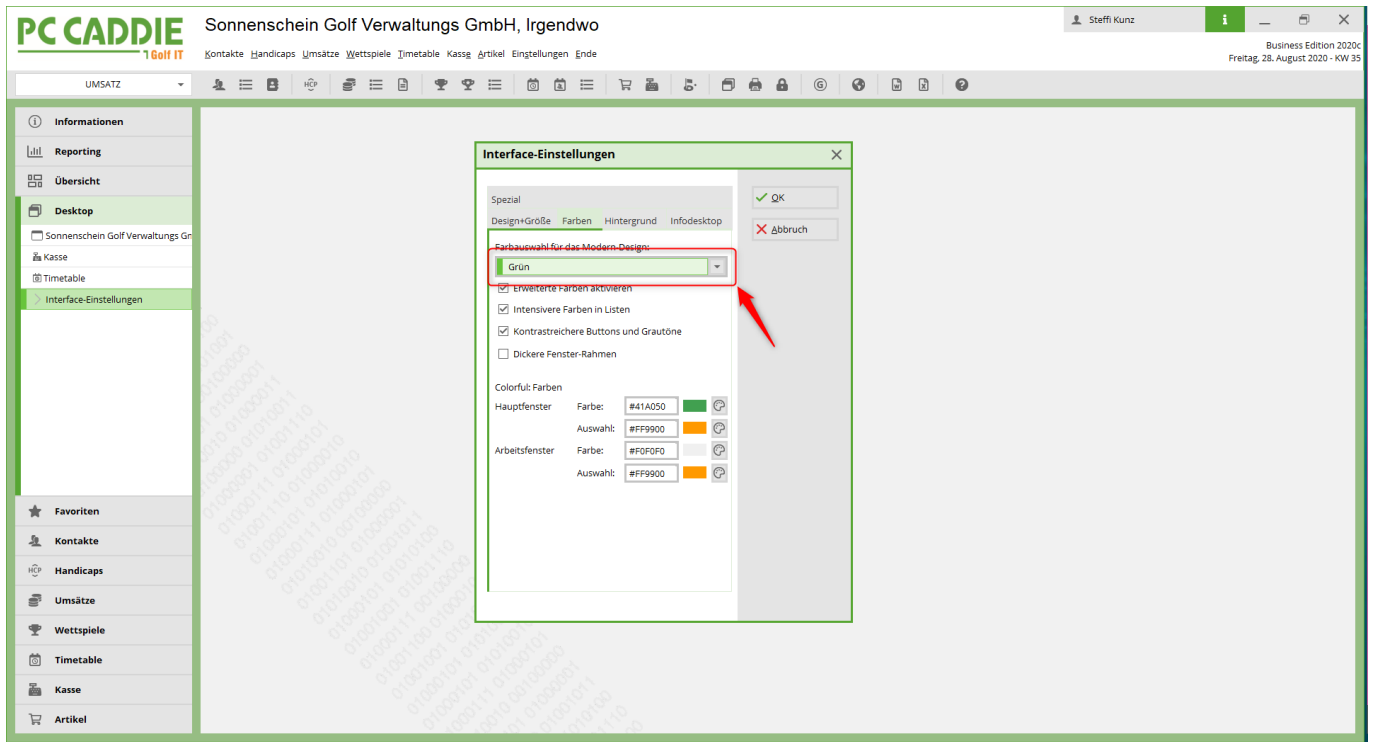 PC CADDIE
Golf IT
Sonnenschein Golf Verwaltungs GmbH, Irgendwo
Kontakte Handicaps Umsätze Wettspiele Timetable Kasse Artikel Einstellungen Ende
Steffi Kunz
Business Edition 2020c
Freitag, 28. August 2020 - KW 35
UMSATZ
HCP
Informationen
Reporting
Übersicht
Desktop
Sonnenschein Golf Verwaltungs Gm
Kasse
Timetable
Interface-Einstellungen
Favoriten
Kontakte
HCP Handicaps
Umsätze
Wettspiele
Timetable
Kasse
Artikel
Interface-Einstellungen
Spezial
Design+Größe Farben Hintergrund Infodesktop
Farbauswahl für das Modern-Design:
Grün
Erweiterte Farben aktivieren
Intensivere Farben in Listen
Kontrastreichere Buttons und Grautöne
Dickere Fenster-Rahmen
Colorful: Farben
Hauptfenster Farbe: #41A050
Auswahl: #FF9900
Arbeitsfenster Farbe: #F0F0F0
Auswahl: #FF9900
OK
Abbruch